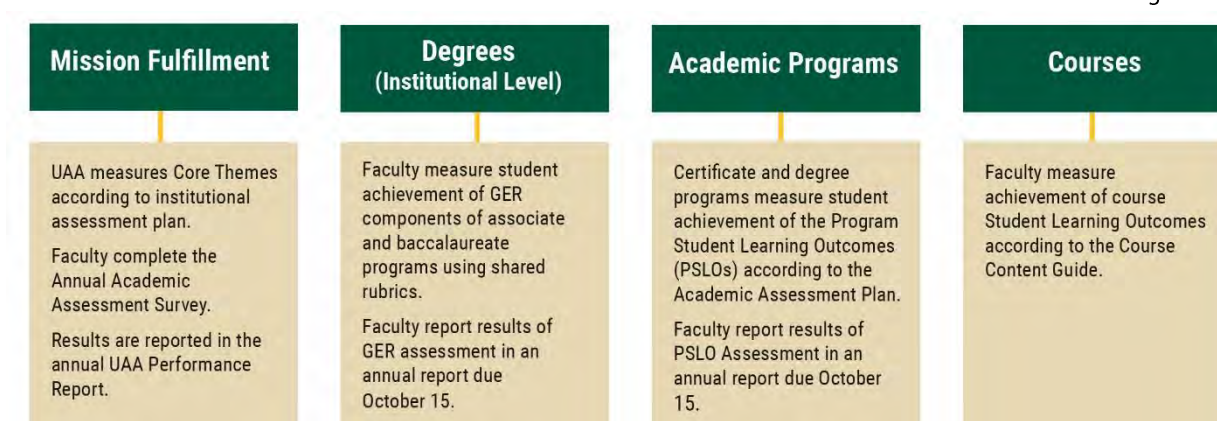 Mission Fulfillment
UAA measures Core Themes
according to institutional
assessment plan.
Faculty complete the
Annual Academic
Assessment Survey.
Results are reported in the
annual UAA Performance
Report.
Degrees
(Institutional Level)
Faculty measure student
achievement of GER
components of associate
and baccalaureate
programs using shared
rubrics.
Faculty report results of
GER assessment in an
annual report due
October 15.
Academic Programs
Certificate and degree
programs measure student
achievement of the Program
Student Learning Outcomes
(PSLOs) according to the
Academic Assessment Plan.
Faculty report results of
PSLO Assessment in an
annual report due October
15.
Courses
Faculty measure
achievement of course
Student Learning Outcomes
according to the Course
Content Guide.